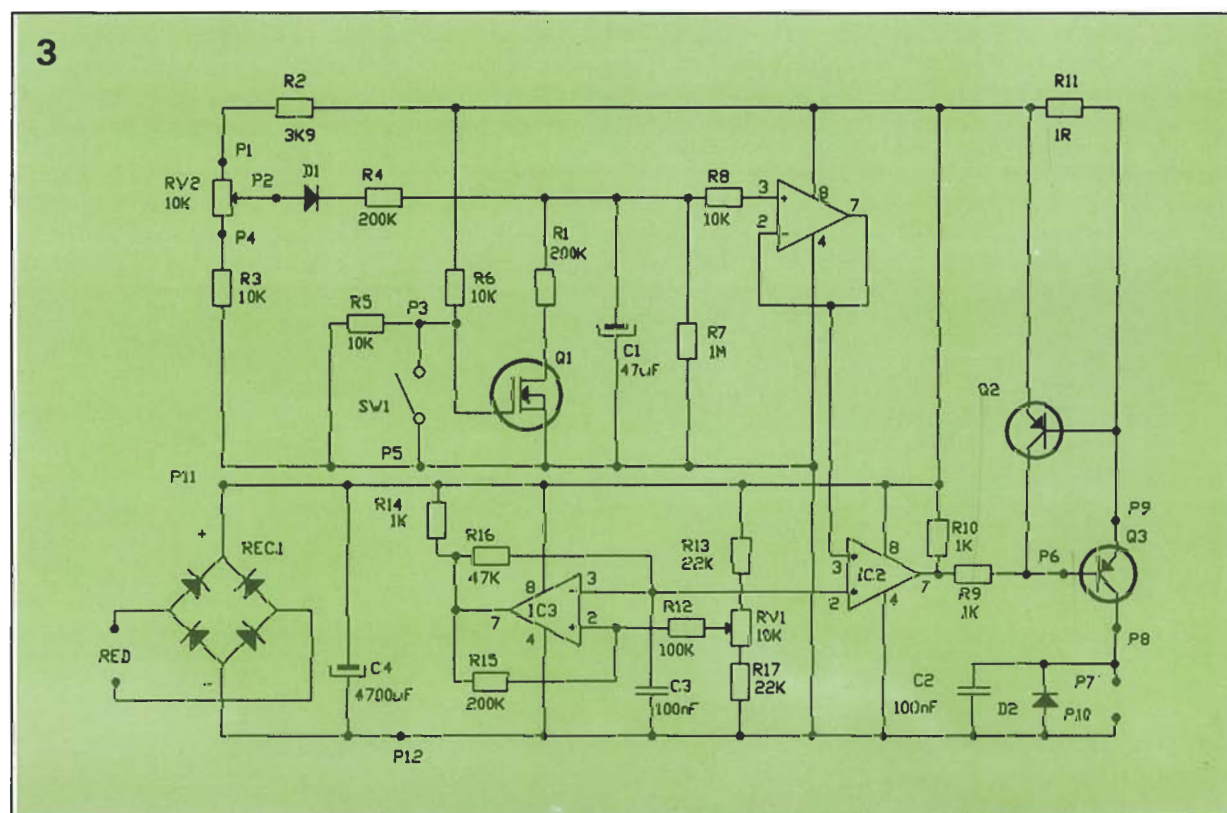 3
R2
3K9
R11
1R
P1
RV2
10K
P2
D1
R4
200K
R8
10K
3
+
2
-
8
7
4
P4
R3
10K
R1
200K
R6
10K
R5
10K
P3
SW1
Q1
C1
47uF
R7
1M
Q2
P5
P11
R14
1K
R16
47K
R13
22K
R10
1K
P9
Q3
+
REC1
8
3
-
IC3
7
2
+
4
R12
100K
RV1
10K
3
IC2
2
8
7
4
R9
1K
P6
P8
RED
-
C4
4700uF
R15
200K
C3
100nF
R17
22K
C2
100nF
D2
P7
P10
P12